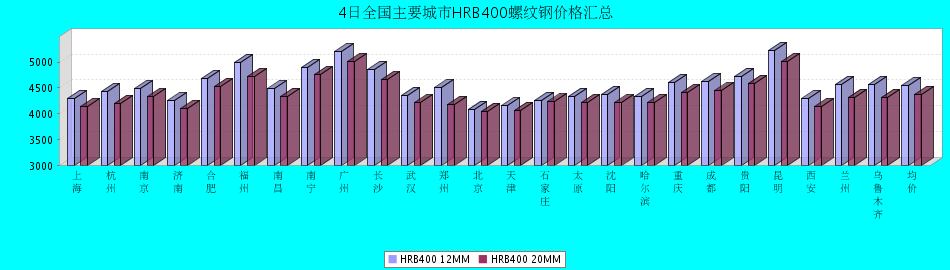 4日全国主要城市HRB400螺纹钢价格汇总
5000
4500
4000
3500
3000
上海 杭州 南京 济南 合肥 福州 南昌 南宁 广州 长沙 武汉 郑州 北京 天津 石家庄 太原 沈阳 哈尔滨 重庆 成都 贵阳 昆明 西安 兰州 乌鲁木齐 均价
HRB400 12MM HRB400 20MM